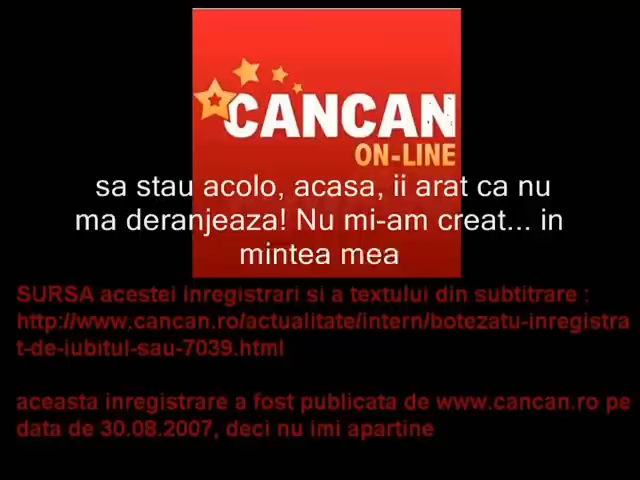 CANCAN
ON-LINE
sa stau acolo, acasa, ii arat ca nu
ma deranjeaza! Nu mi-am creat... in
mintea mea
SURSA acestei inregistrari si a textului din subtitrare :
http://www.cancan.ro/actualitate/intern/botezatu-inregistra
t-de-iubitul-sau-7039.html
aceasta inregistrare a fost publicata de www.cancan.ro pe
data de 30.08.2007, deci nu imi apartine